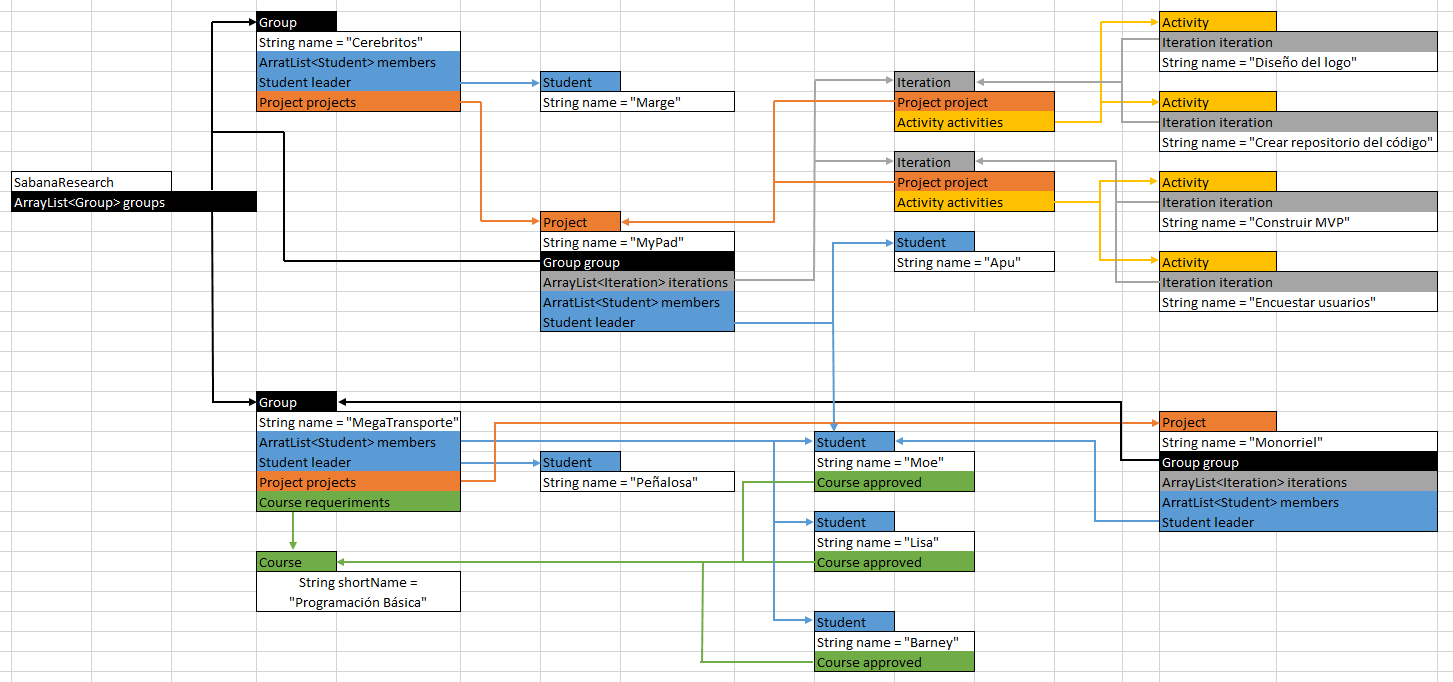 SabanaResearch
ArrayList<Group> groups
Group
String name = "Cerebritos"
ArratList<Student> members
Student leader
Project projects
Student
String name = "Marge"
Project
String name = "MyPad"
Group group
ArrayList<Iteration> iterations
ArratList<Student> members
Student leader
Iteration
Project project
Activity activities
Iteration
Project project
Activity activities
Student
String name = "Apu"
Activity
Iteration iteration
String name = "Diseño del logo"
Activity
Iteration iteration
String name = "Crear repositorio del código"
Activity
Iteration iteration
String name = "Construir MVP"
Activity
Iteration iteration
String name = "Encuestar usuarios"
Group
String name = "MegaTransporte"
ArratList<Student> members
Student leader
Project projects
Course requeriments
Student
String name = "Peñalosa"
Course
String shortName =
"Programación Básica"
Student
String name = "Moe"
Course approved
Student
String name = "Lisa"
Course approved
Student
String name = "Barney"
Course approved
Project
String name = "Monorriel"
Group group
ArrayList<Iteration> iterations
ArratList<Student> members
Student leader